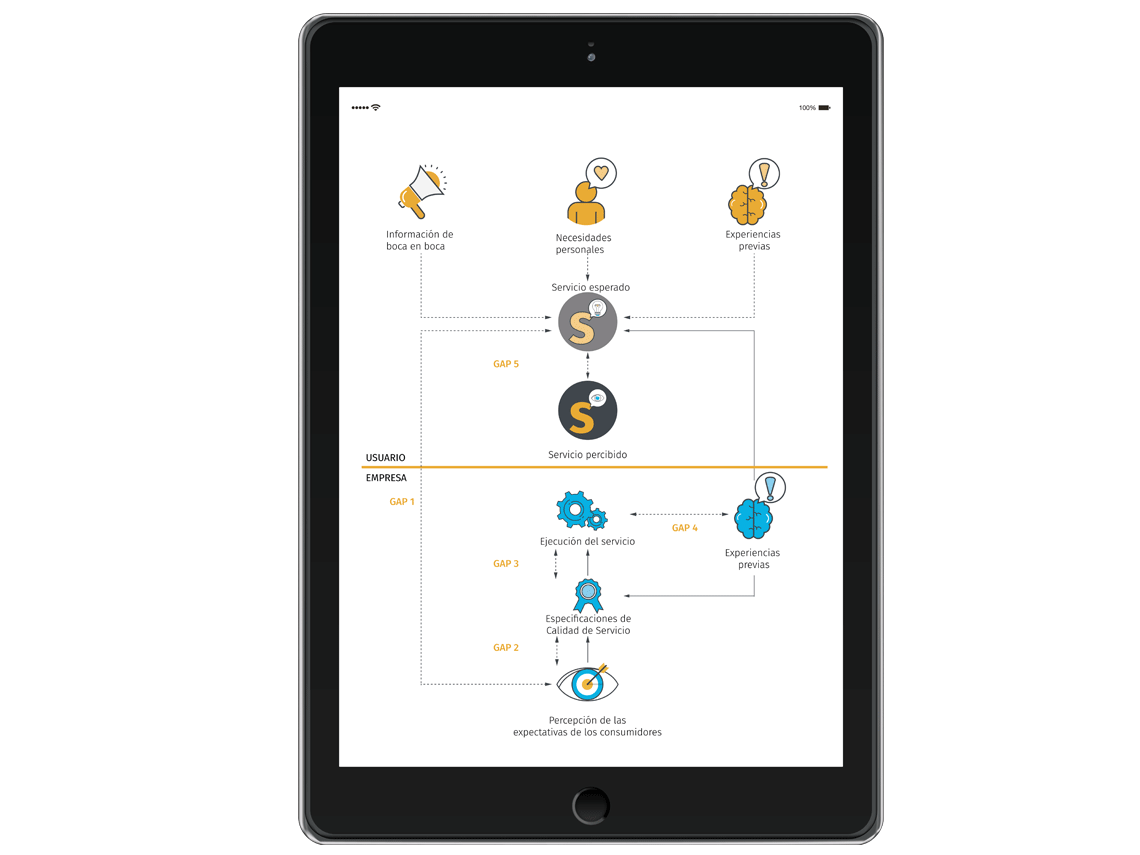 100%
Información de
boca en boca
Necesidades
personales
Experiencias
previas
Servicio esperado
S
GAP 5
S
Servicio percibido
USUARIO
EMPRESA
GAP 1
GAP 4
Ejecución del servicio
Experiencias
previas
GAP 3
Especificaciones de
Calidad de Servicio
GAP 2
Percepción de las
expectativas de los consumidores